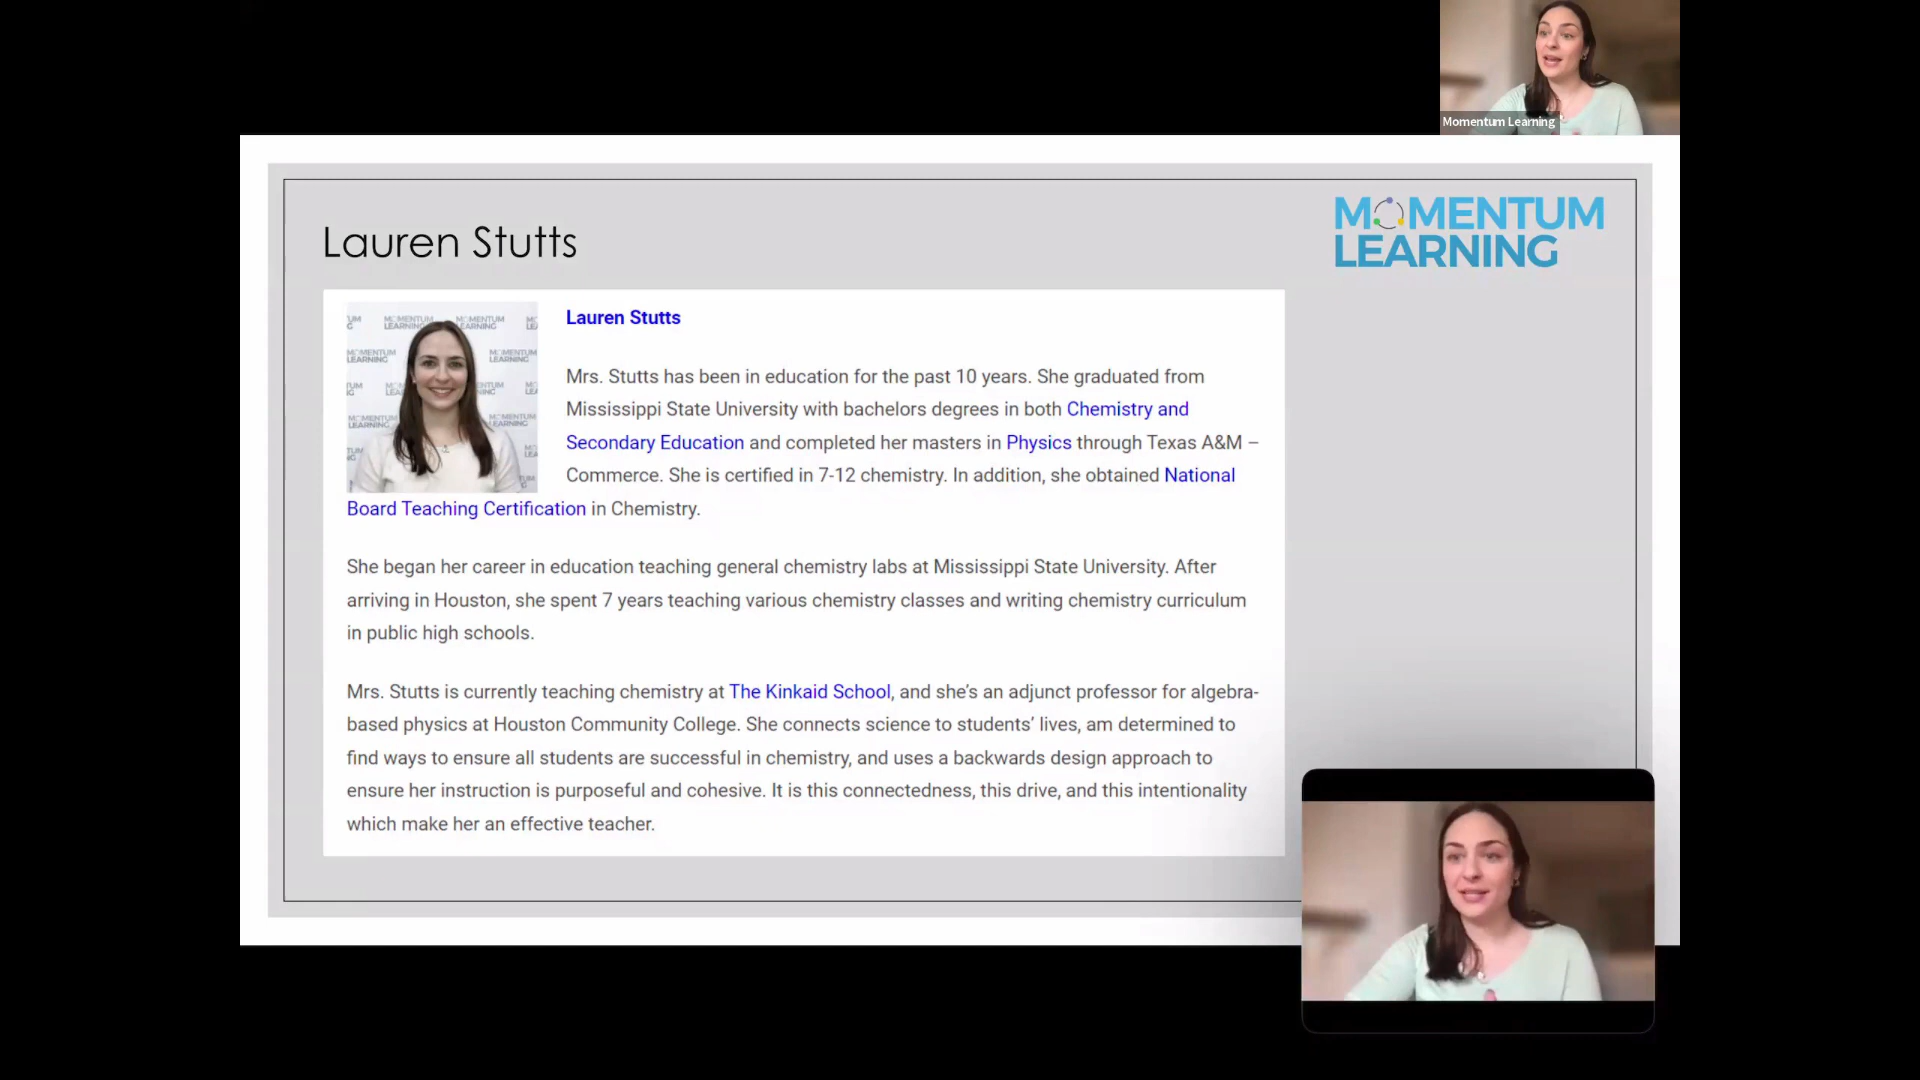 Momentum Learning
MOMENTUM
LEARNING
Lauren Stutts
Lauren Stutts
Mrs. Stutts has been in education for the past 10 years. She graduated from
Mississippi State University with bachelors degrees in both Chemistry and
Secondary Education and completed her masters in Physics through Texas A&M –
Commerce. She is certified in 7-12 chemistry. In addition, she obtained National
Board Teaching Certification in Chemistry.
She began her career in education teaching general chemistry labs at Mississippi State University. After
arriving in Houston, she spent 7 years teaching various chemistry classes and writing chemistry curriculum
in public high schools.
Mrs. Stutts is currently teaching chemistry at The Kinkaid School, and she’s an adjunct professor for algebra-
based physics at Houston Community College. She connects science to students’ lives, am determined to
find ways to ensure all students are successful in chemistry, and uses a backwards design approach to
ensure her instruction is purposeful and cohesive. It is this connectedness, this drive, and this intentionality
which make her an effective teacher.